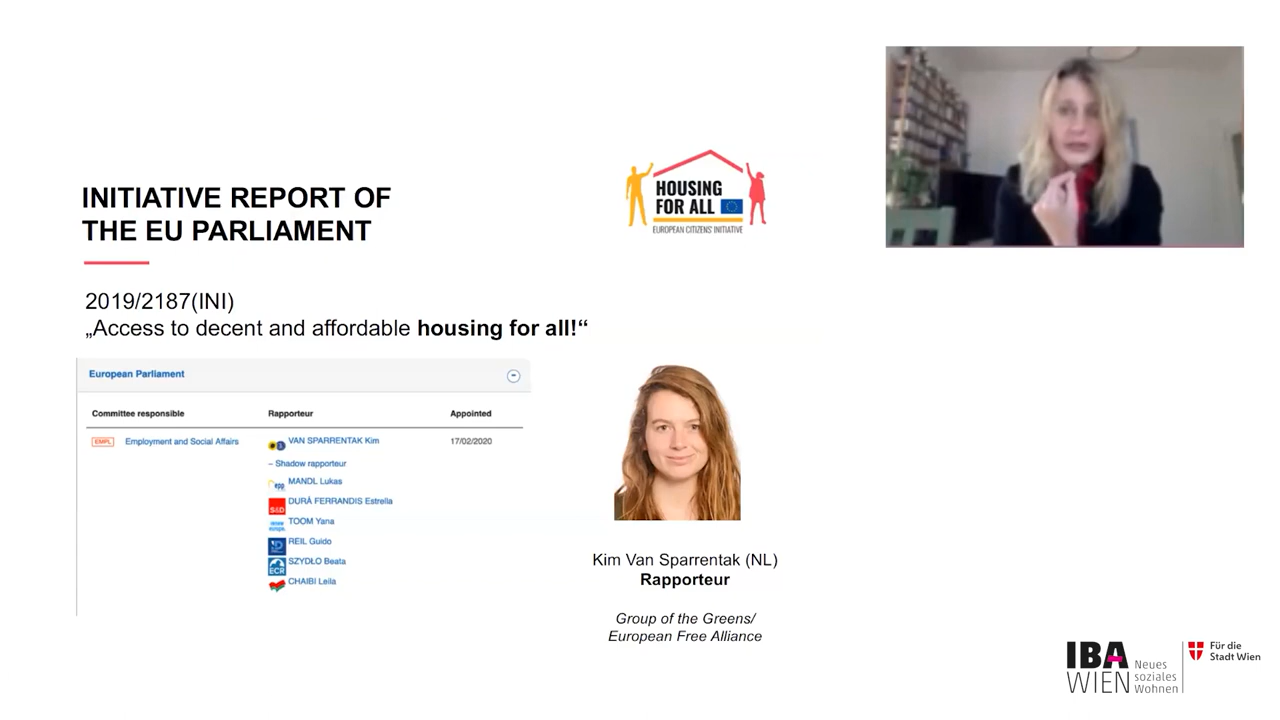 INITIATIVE REPORT OF
THE EU PARLIAMENT
2019/2187(INI)
„Access to decent and affordable housing for all!“
HOUSING
FOR ALL
EUROPEAN CITIZENS' INITIATIVE
European Parliament
Committee responsible Rapporteur Appointed
EMPL Employment and Social Affairs VAN SPARRENTAK Kim 17/02/2020
– Shadow rapporteur
epp MANDL Lukas
S&D DURÁ FERRANDIS Estrella
renew europe. TOOM Yana
ID REIL Guido
ECR SZYDŁO Beata
CHAIBI Leila
Kim Van Sparrentak (NL)
Rapporteur
Group of the Greens/
European Free Alliance
IBA
WIEN
Neues
soziales
Wohnen
Für die
Stadt Wien